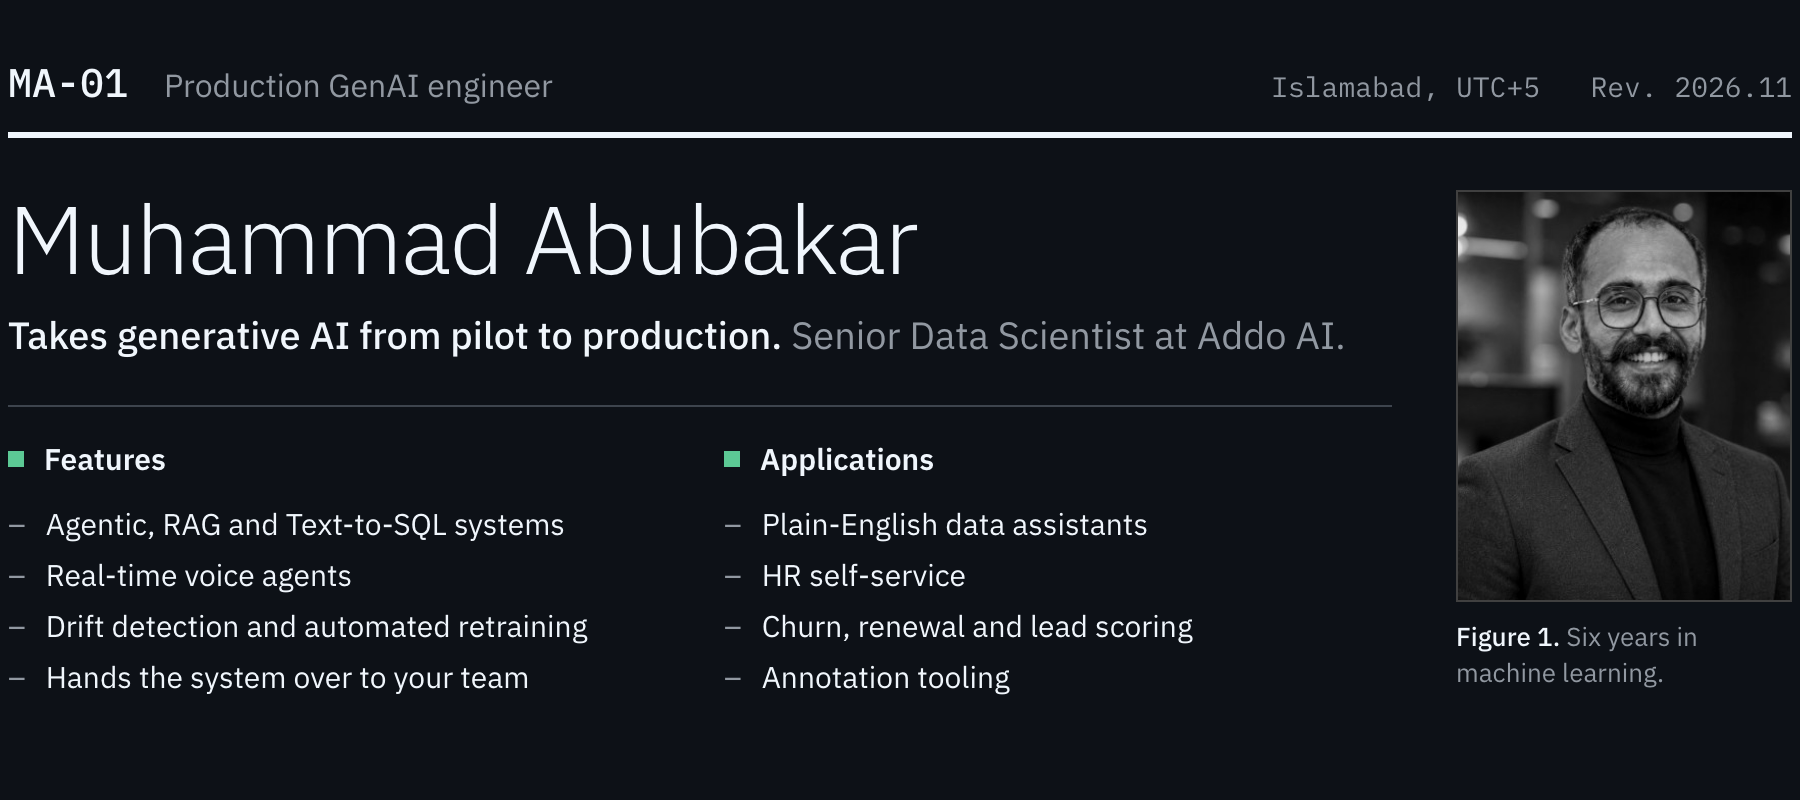 MA-01 Production GenAI engineer Islamabad, UTC+5 Rev. 2026.11
Muhammad Abubakar
Takes generative AI from pilot to production. Senior Data Scientist at Addo AI.
Features
– Agentic, RAG and Text-to-SQL systems
– Real-time voice agents
– Drift detection and automated retraining
– Hands the system over to your team
Applications
– Plain-English data assistants
– HR self-service
– Churn, renewal and lead scoring
– Annotation tooling
Figure 1. Six years in
machine learning.